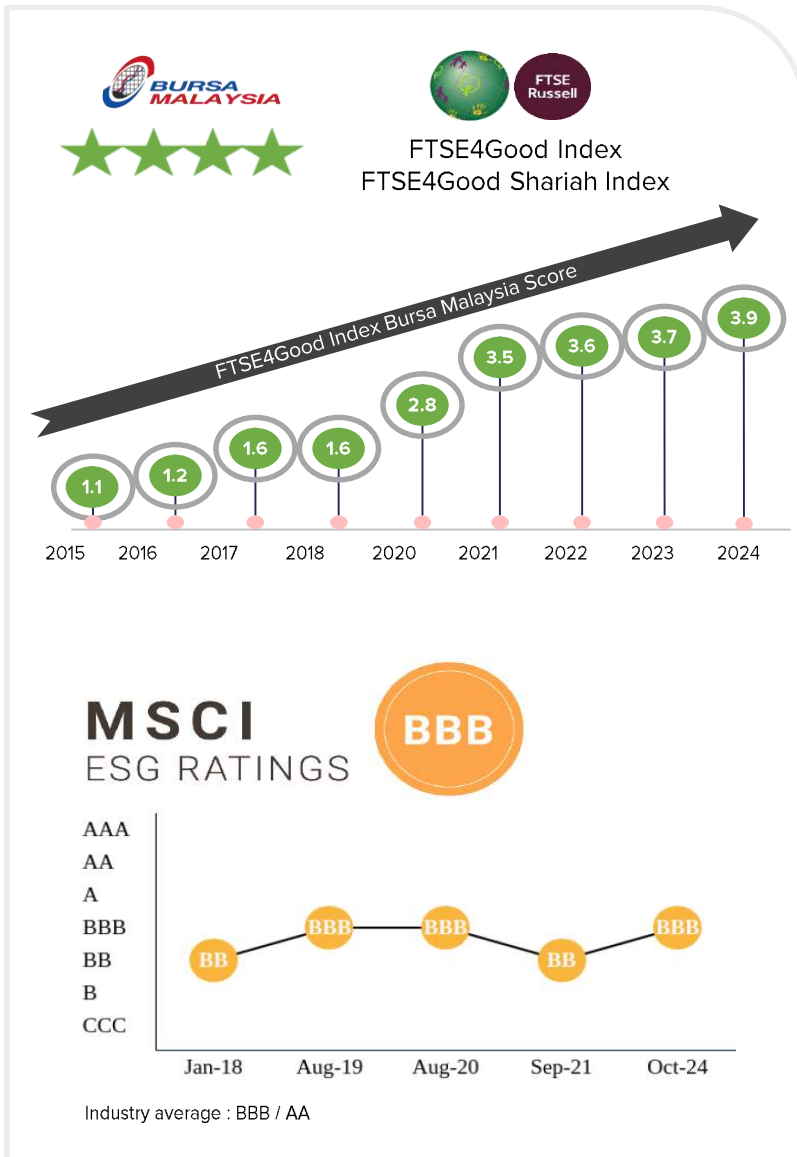 BURSA
MALAYSIA
FTSE
Russell
FTSE4Good Index
FTSE4Good Shariah Index
FTSE4Good Index Bursa Malaysia Score
1.1
1.2
1.6
1.6
2.8
3.5
3.6
3.7
3.9
2015 2016 2017 2018 2020 2021 2022 2023 2024
MSCI
ESG RATINGS
BBB
AAA
AA
A
BBB
BB
B
CCC
BB
BBB
BBB
BB
BBB
Jan-18 Aug-19 Aug-20 Sep-21 Oct-24
Industry average : BBB / AA